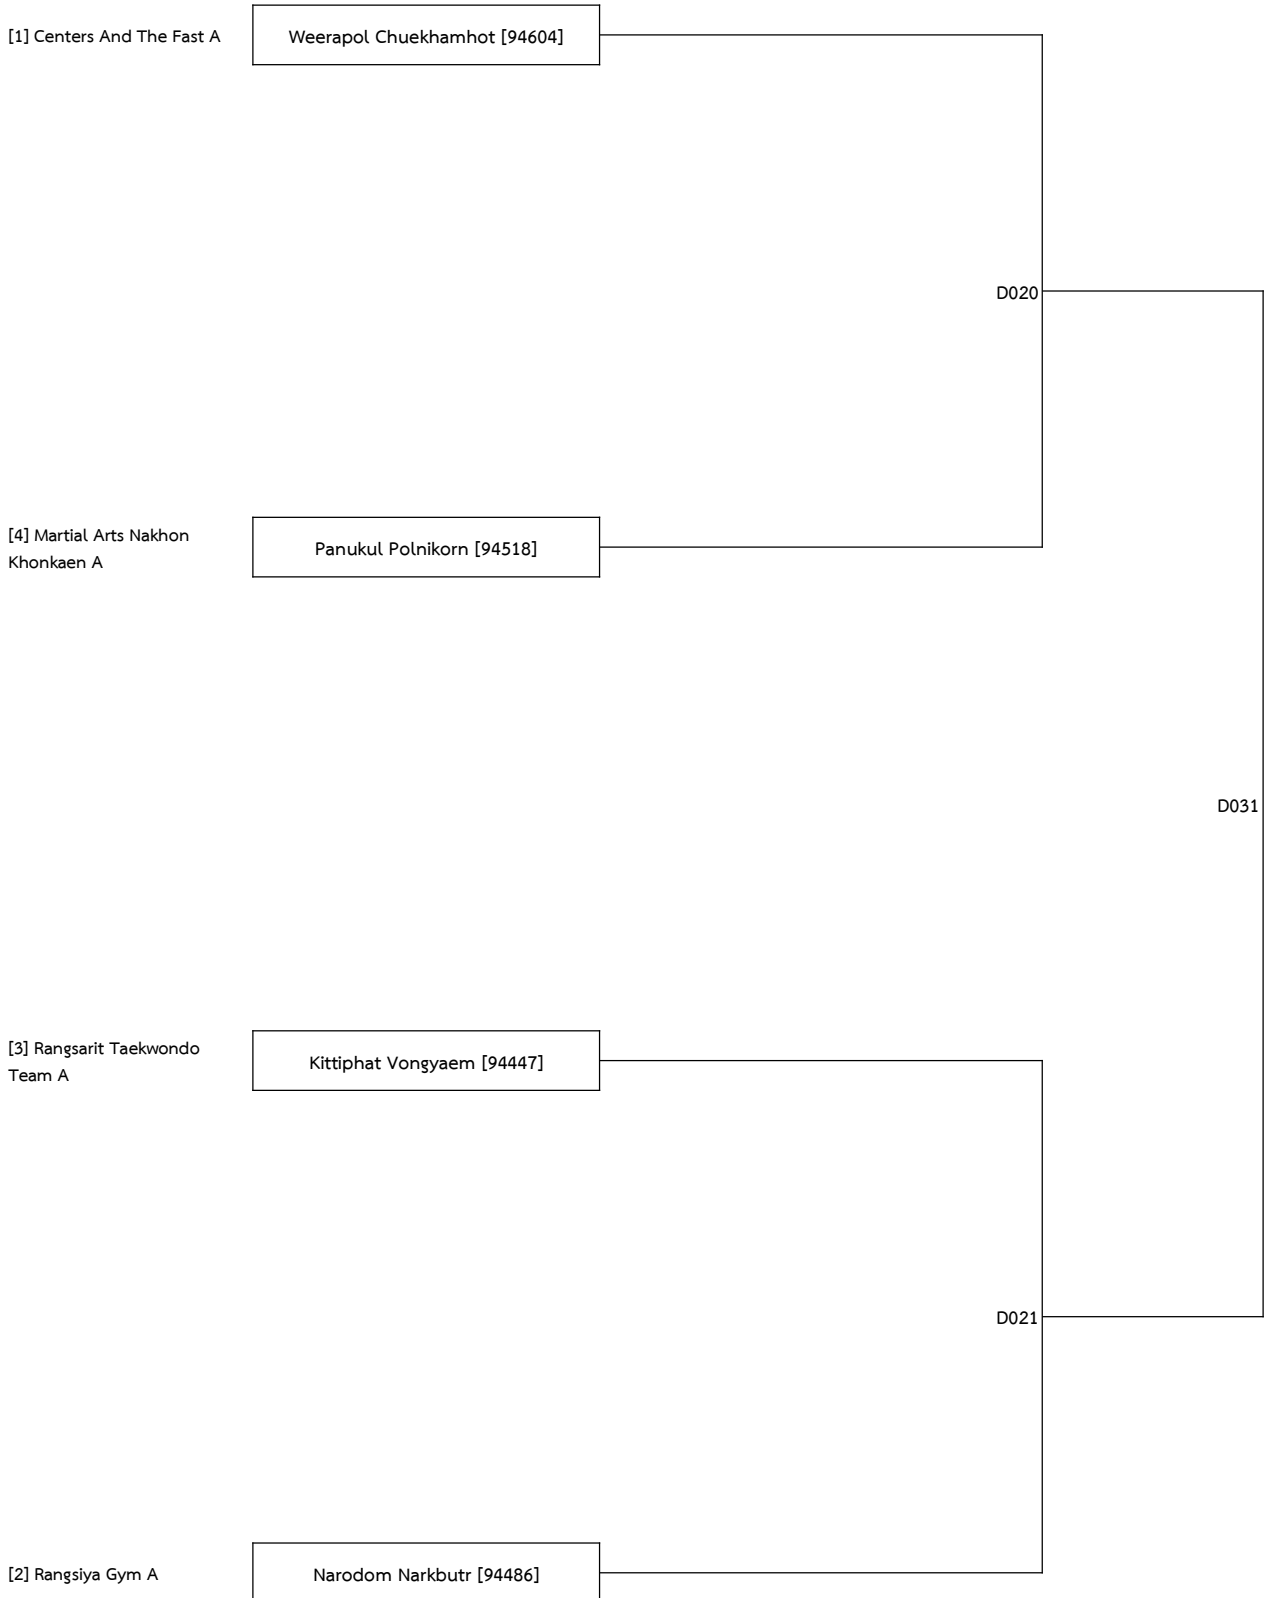 [1] Centers And The Fast A
Weerapol Chuekhamhot [94604]
D020
[4] Martial Arts Nakhon
Khonkaen A
Panukul Polnikorn [94518]
D031
[3] Rangsarit Taekwondo
Team A
Kittiphat Vongyaem [94447]
D021
[2] Rangsiya Gym A
Narodom Narkbutr [94486]